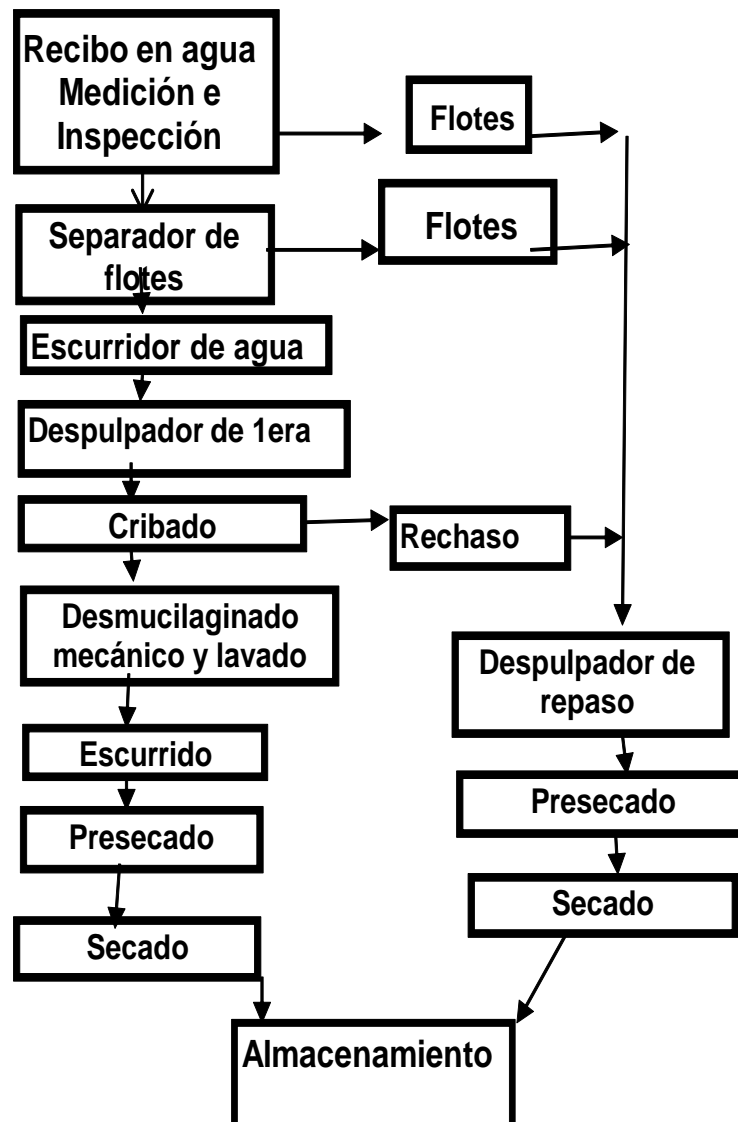 Recibo en agua
Medición e
Inspección
Flotes
Separador de
flotes
Flotes
Escurridor de agua
Despulpador de 1era
Cribado
Rechaso
Desmucilaginado
mecánico y lavado
Despulpador de
repaso
Escurrido
Presecado
Presecado
Secado
Secado
Almacenamiento